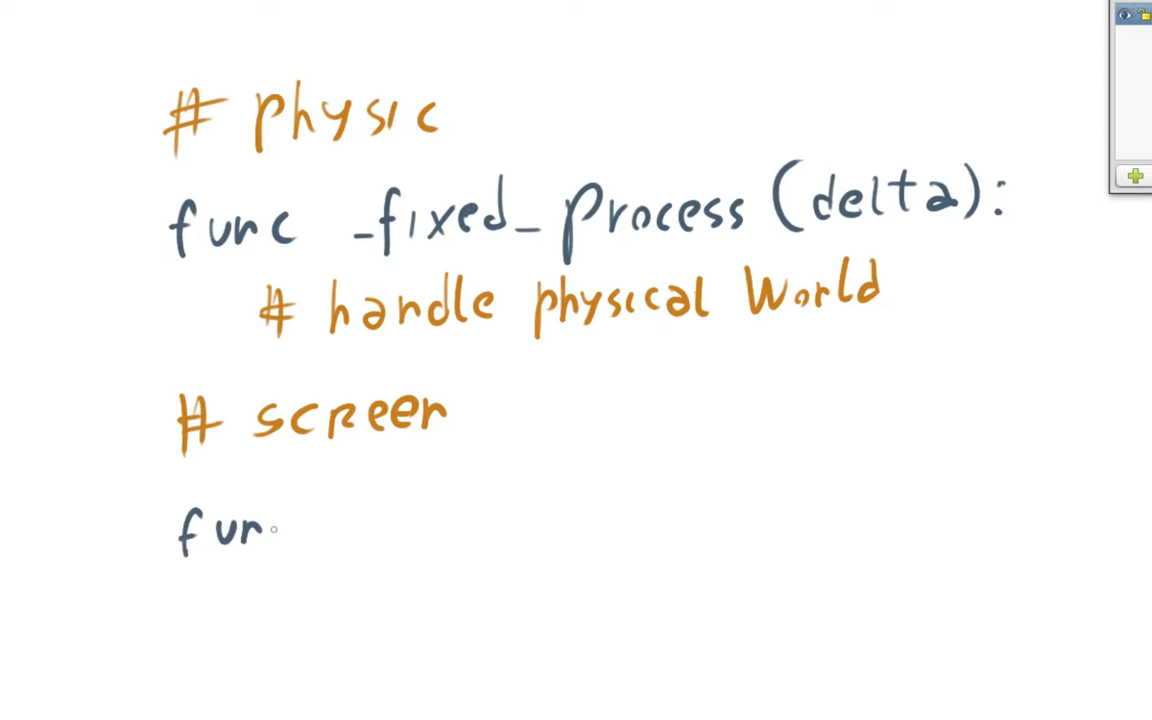 # physic
func _fixed_process (delta):
# handle physical World
# screen
fun